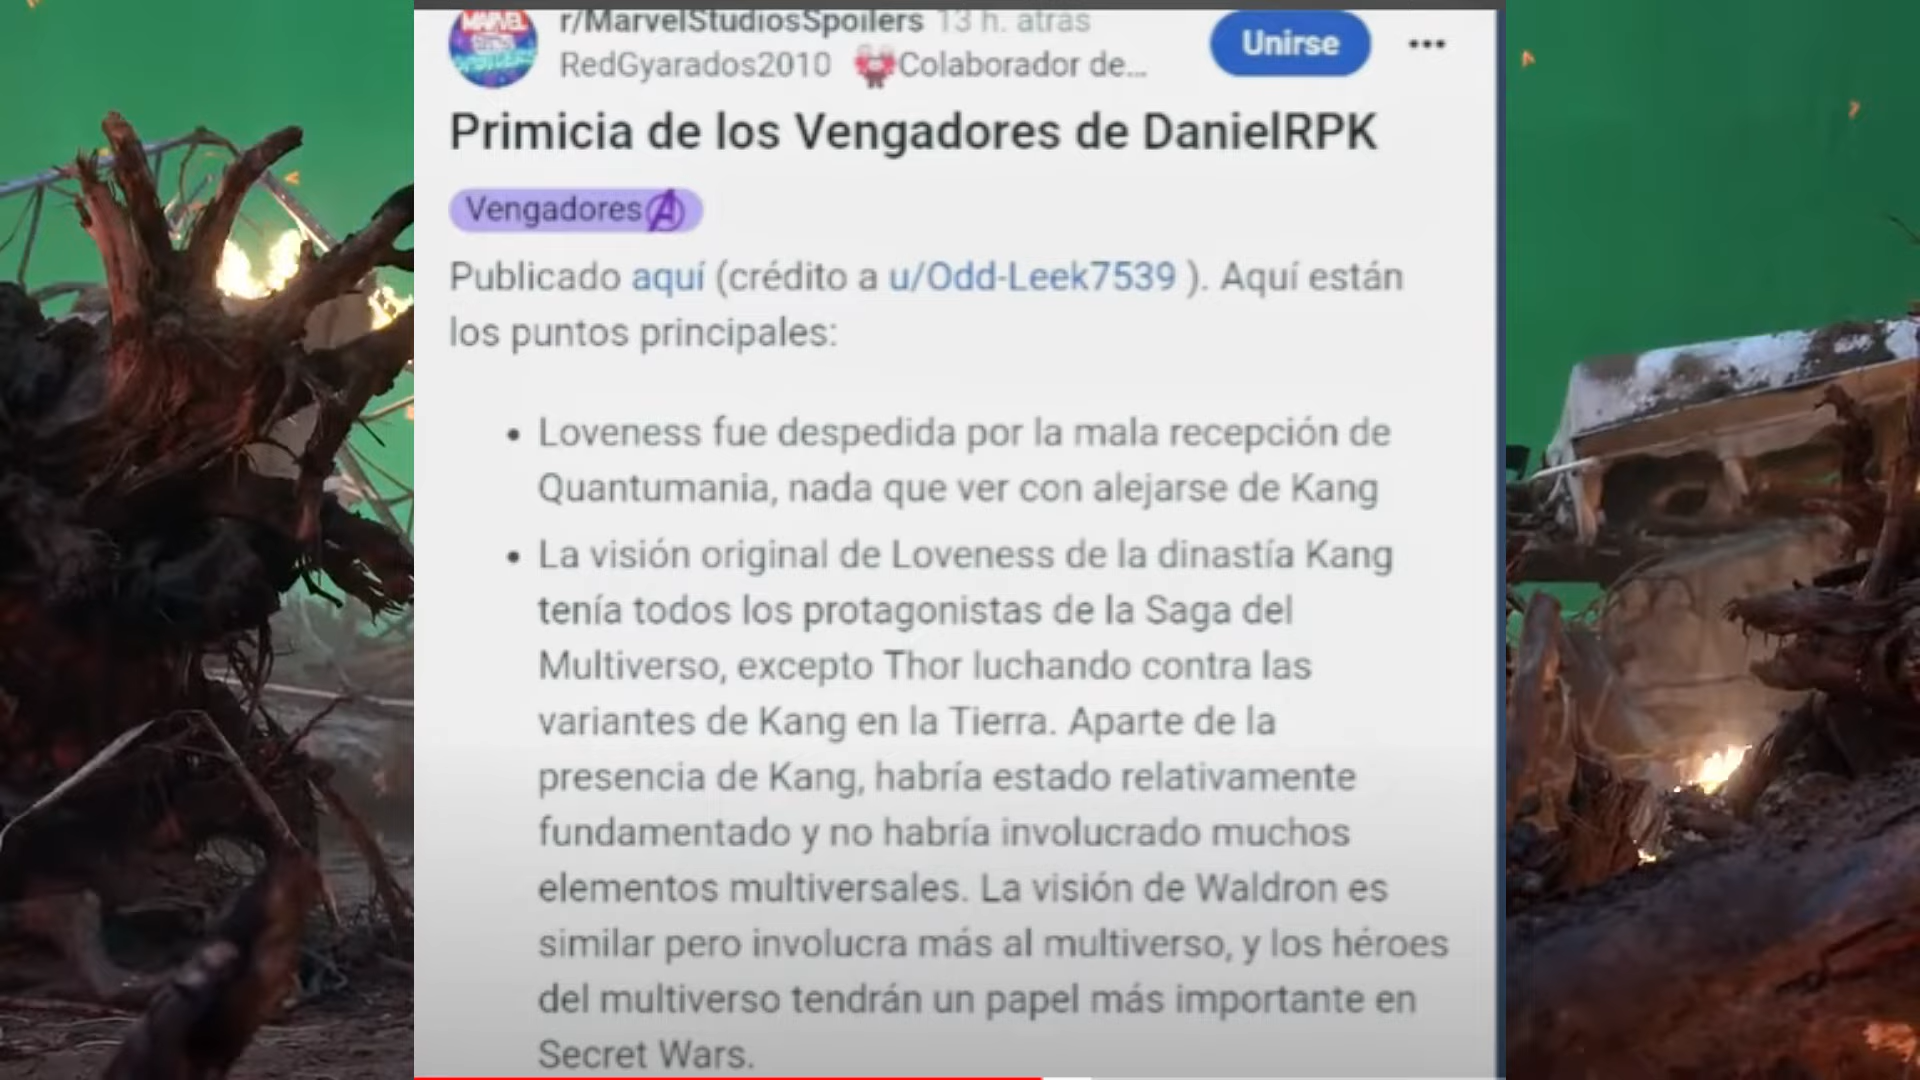 r/MarvelStudiosSpoilers 13 h. atrás
RedGyarados2010 Colaborador de...
Unirse
Primicia de los Vengadores de DanielRPK
Vengadores
Publicado aquí (crédito a u/Odd-Leek7539 ). Aquí están
los puntos principales:
• Loveness fue despedida por la mala recepción de
Quantumania, nada que ver con alejarse de Kang
• La visión original de Loveness de la dinastía Kang
tenía todos los protagonistas de la Saga del
Multiverso, excepto Thor luchando contra las
variantes de Kang en la Tierra. Aparte de la
presencia de Kang, habría estado relativamente
fundamentado y no habría involucrado muchos
elementos multiversales. La visión de Waldron es
similar pero involucra más al multiverso, y los héroes
del multiverso tendrán un papel más importante en
Secret Wars.